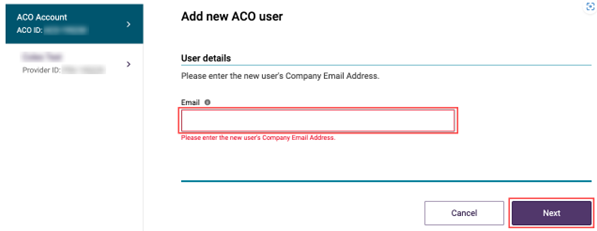 ACO Account
ACO ID:
Provider ID:
Add new ACO user
User details
Please enter the new user's Company Email Address.
Email
Please enter the new user's Company Email Address.
Cancel
Next